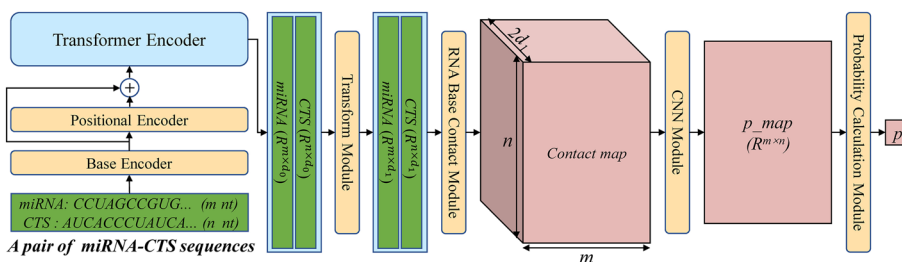 Transformer Encoder
+
Positional Encoder
Base Encoder
miRNA: CCUAGCCGUG... (m nt)
CTS : AUCACCCUAUCA... (n nt)
A pair of miRNA-CTS sequences
miRNA (R^{m×d_0})
CTS (R^{n×d_0})
Transform Module
miRNA (R^{m×d_1})
CTS (R^{n×d_1})
RNA Base Contact Module
2d_1
n
Contact map
m
CNN Module
p_map
(R^{m×n})
Probability Calculation Module
p